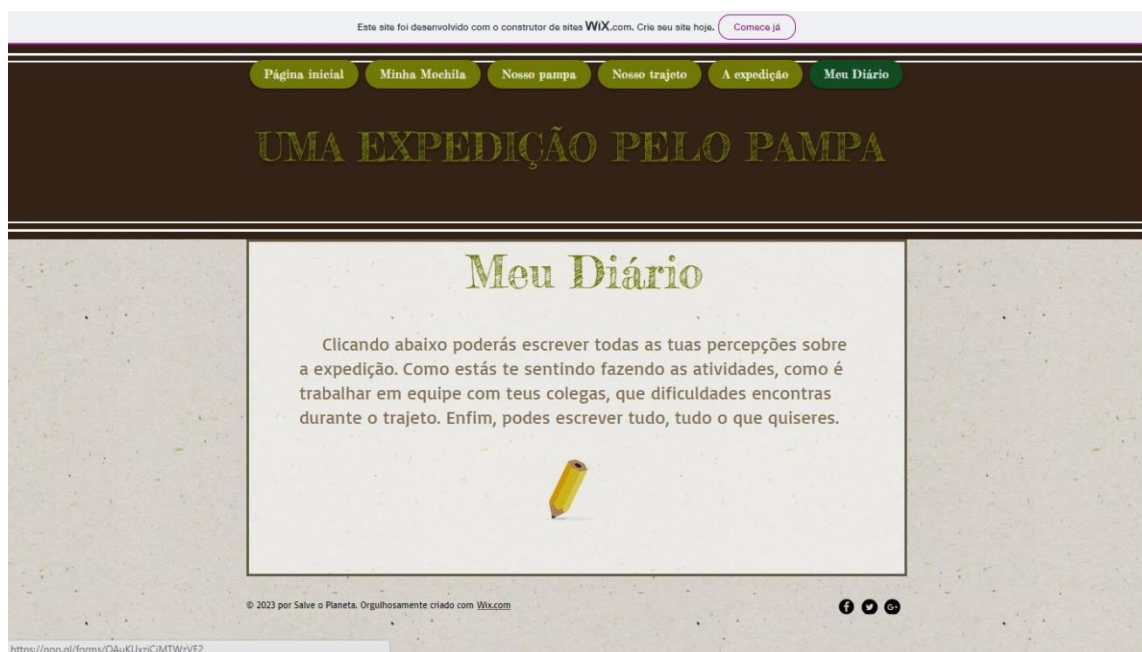 Este site foi desenvolvido com o construtor de sites WiX.com. Crie seu site hoje. Comece já
Página inicial Minha Mochila Nosso pampa Nosso trajeto A expedição Meu Diário
UMA EXPEDIÇÃO PELO PAMPA
Meu Diário
Clicando abaixo poderás escrever todas as tuas percepções sobre
a expedição. Como estás te sentindo fazendo as atividades, como é
trabalhar em equipe com teus colegas, que dificuldades encontras
durante o trajeto. Enfim, podes escrever tudo, tudo o que quiseres.
© 2023 por Salve o Planeta. Orgulhosamente criado com Wix.com